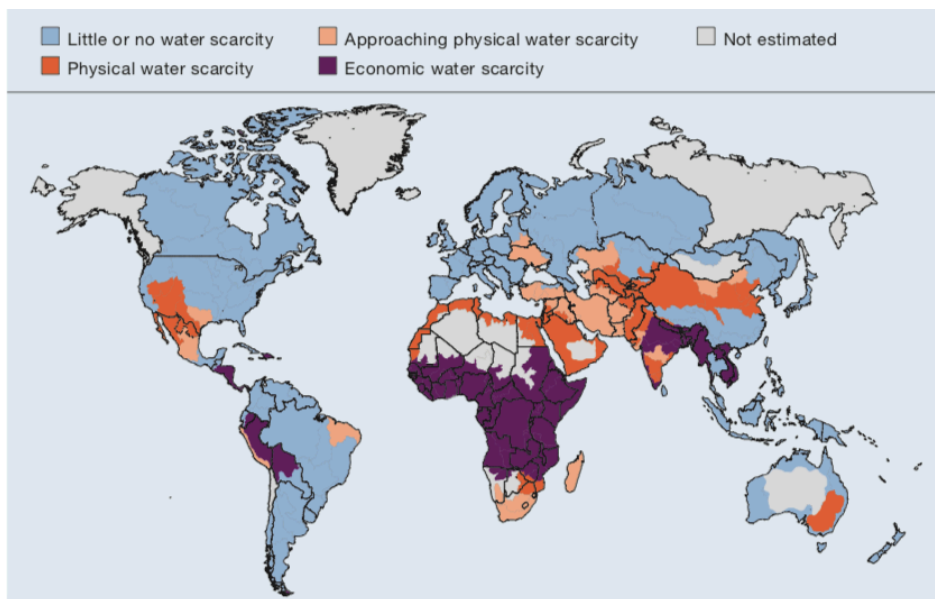 Little or no water scarcity Approaching physical water scarcity Not estimated
Physical water scarcity Economic water scarcity